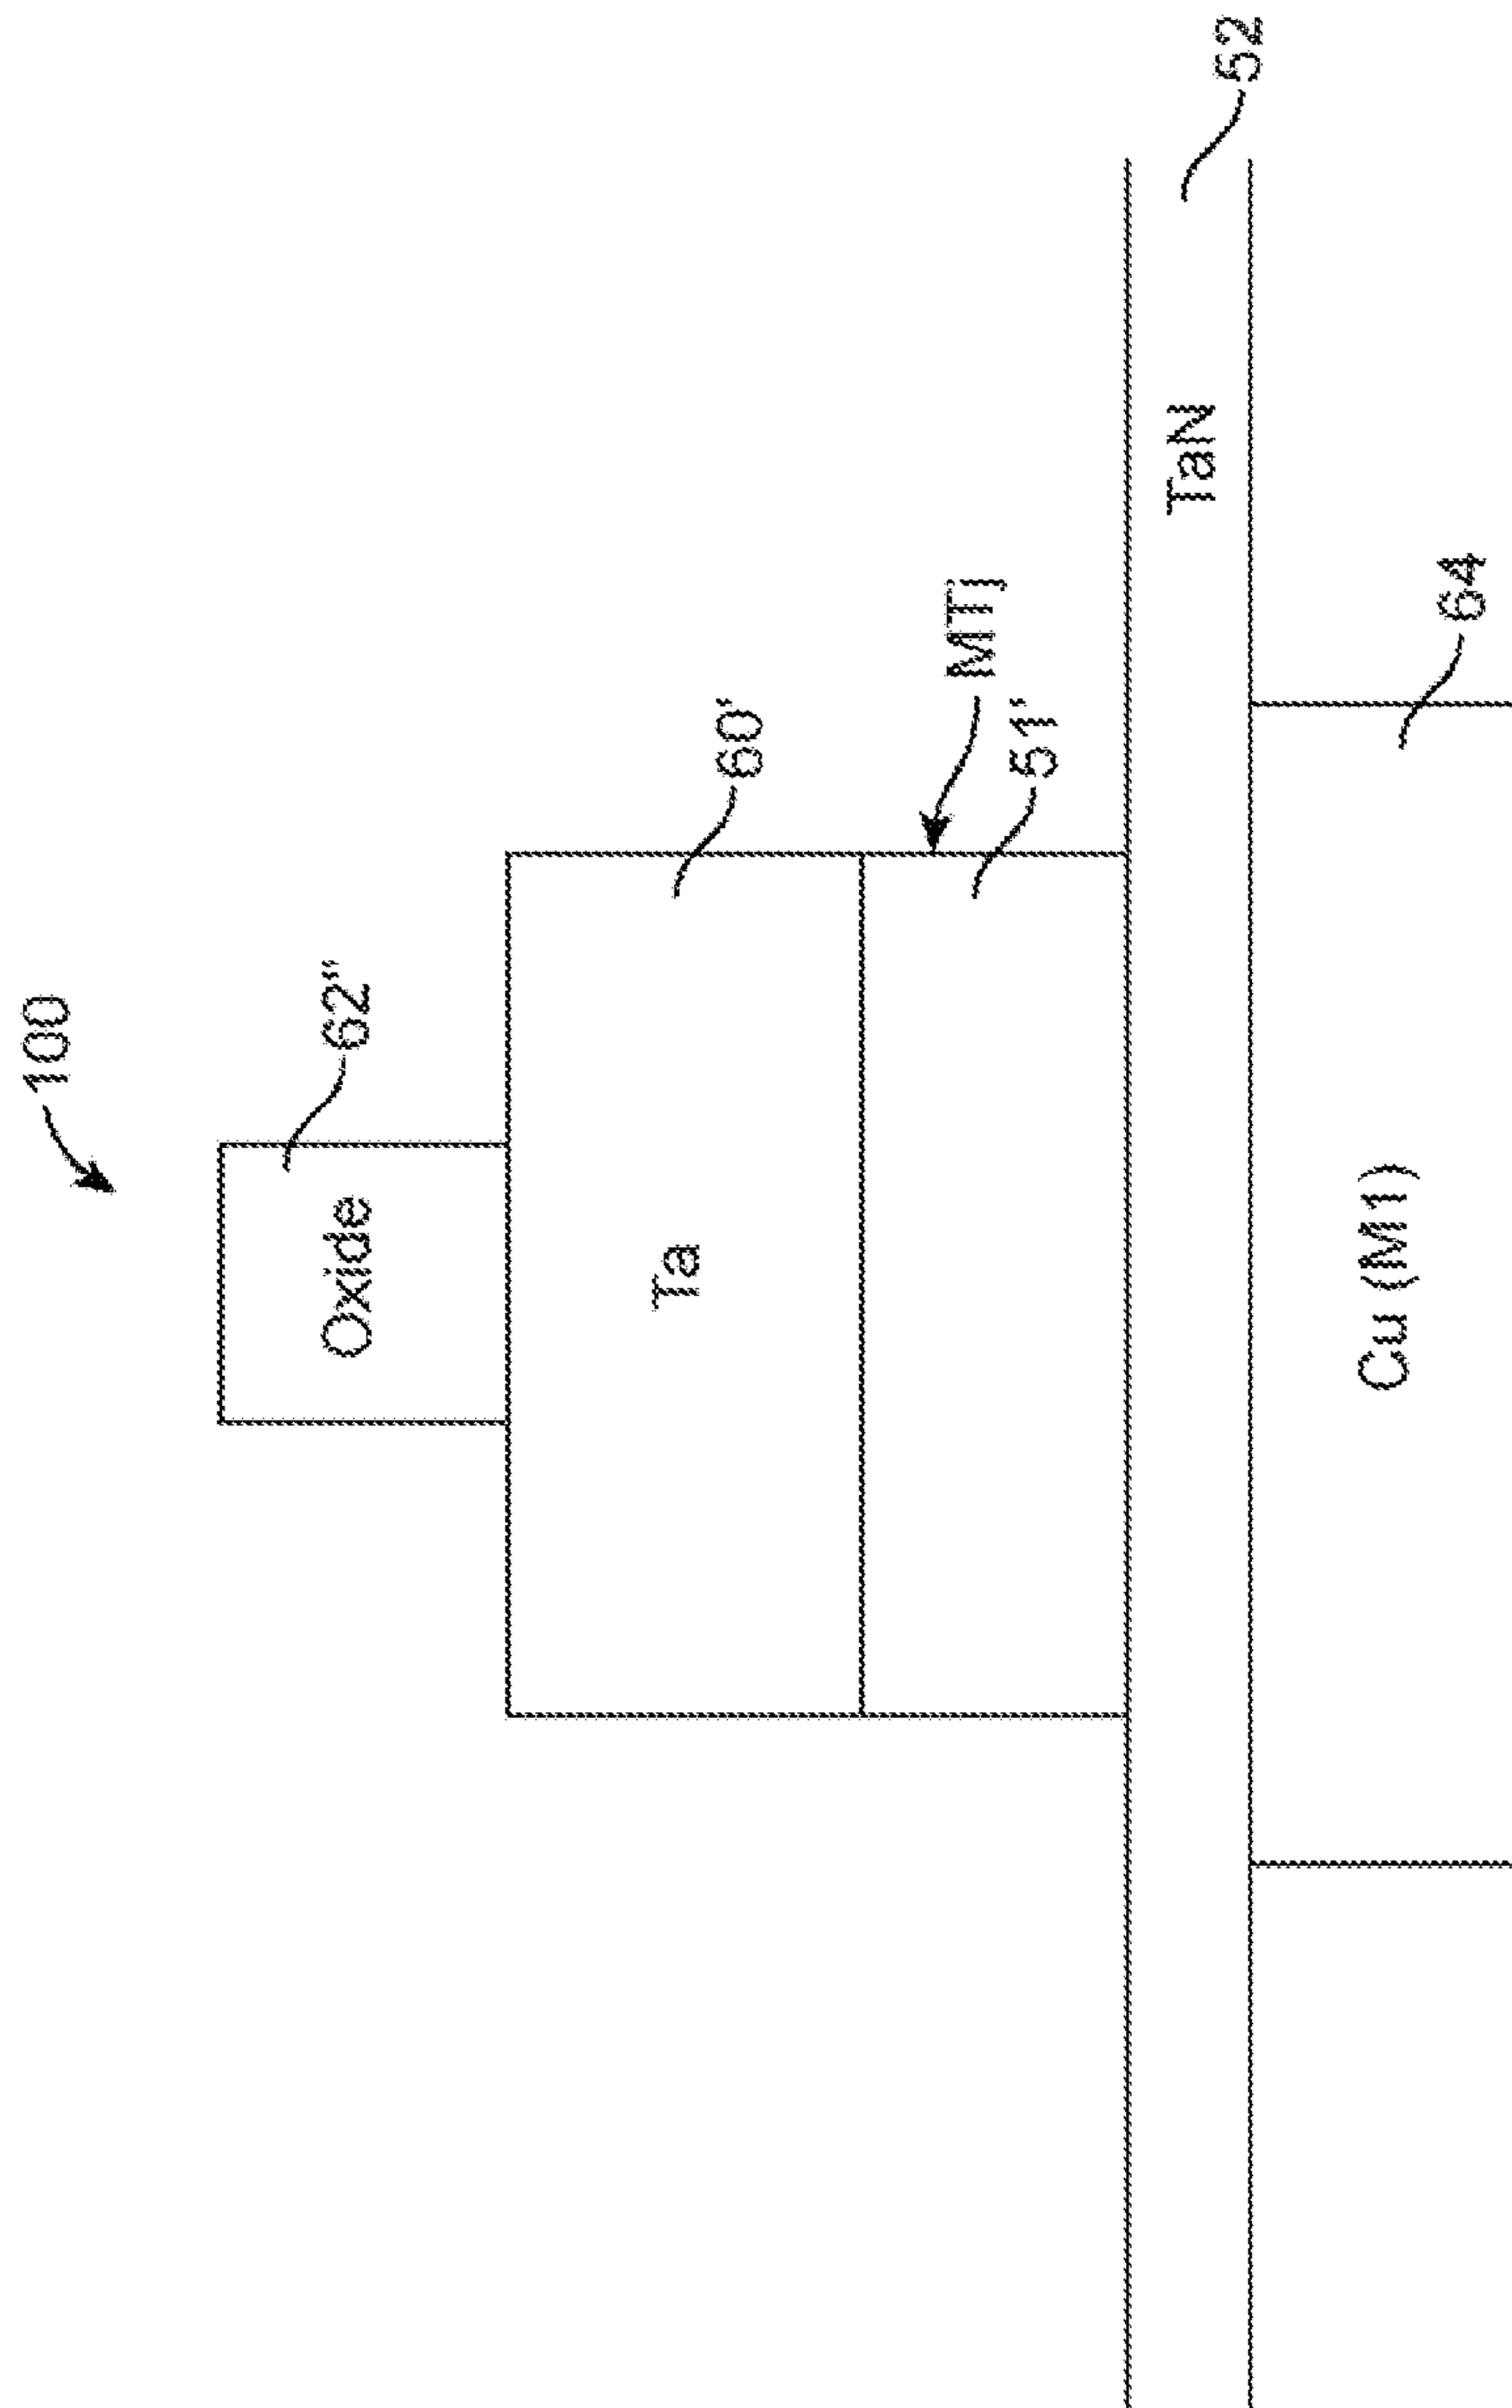 100
Oxide
62"
Ta
60'
MTj
51'
TaN
52
Cu (M1)
64